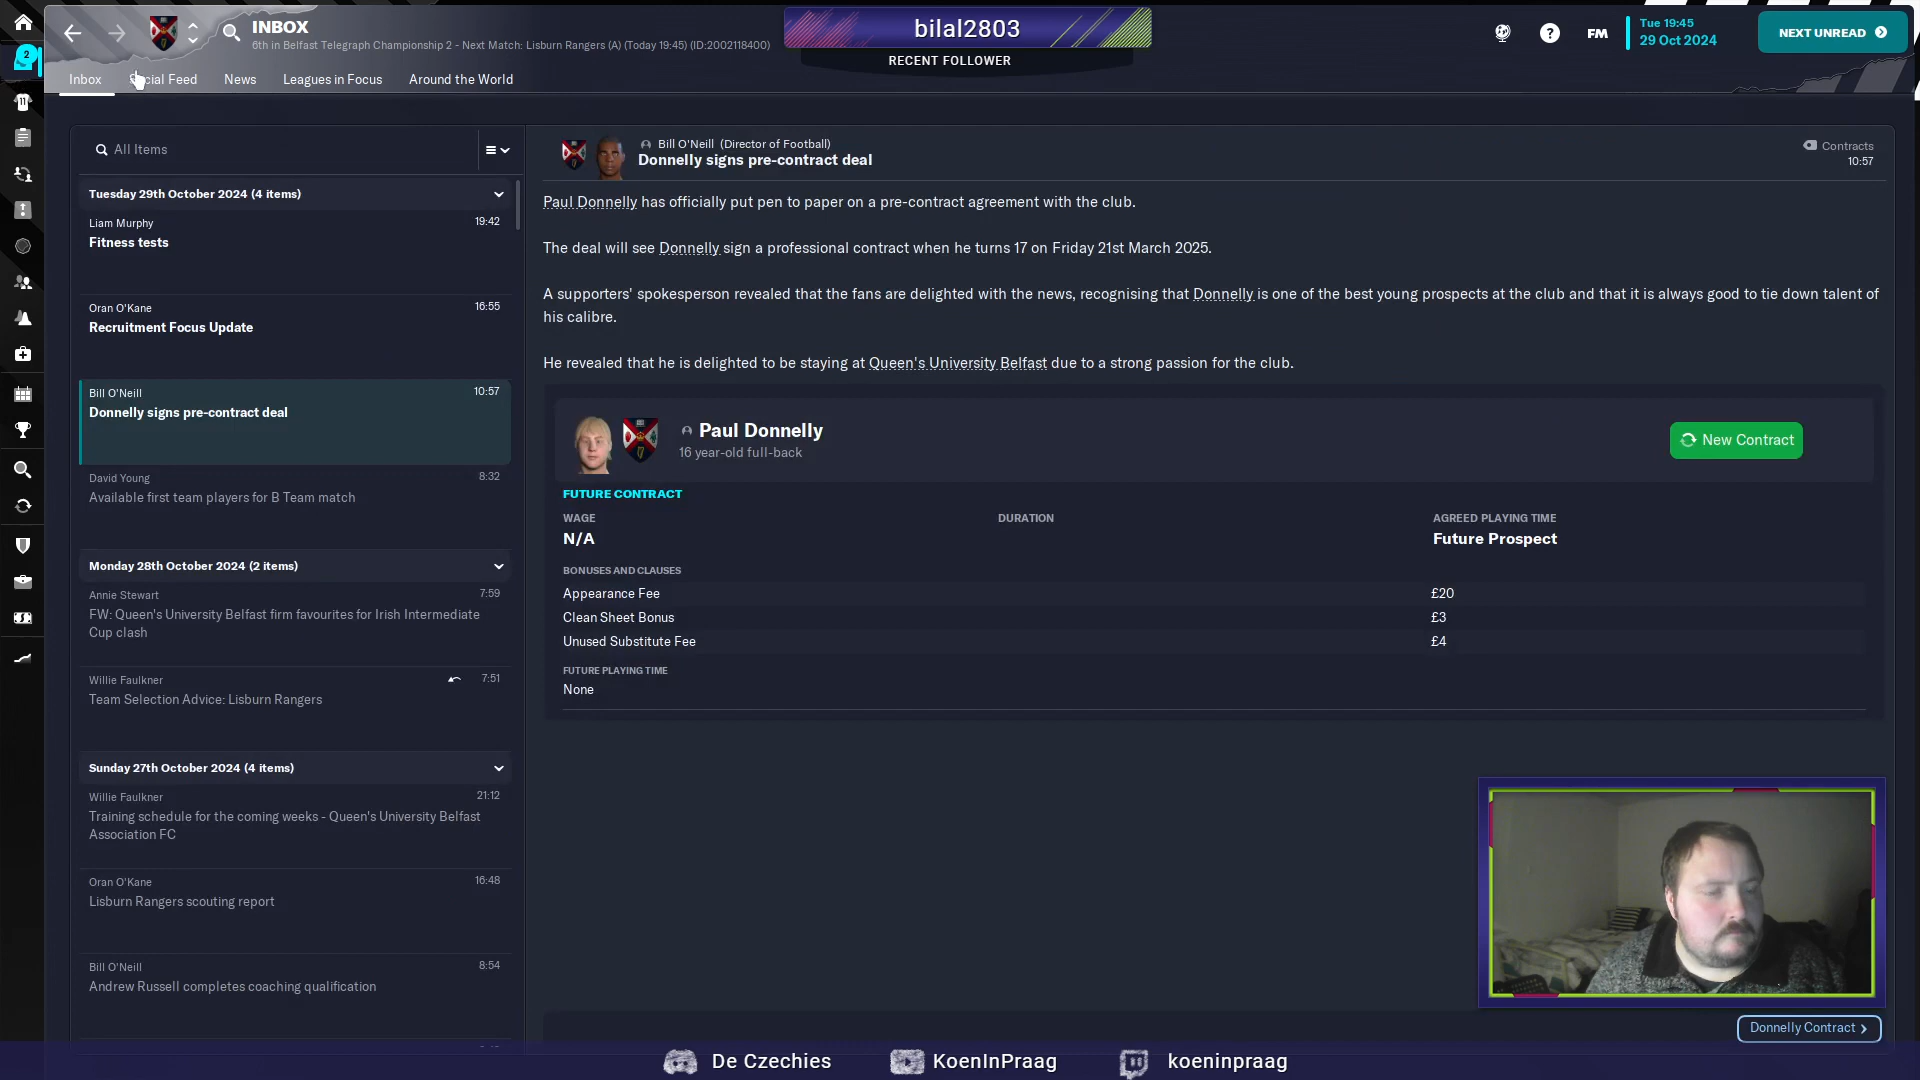 INBOX
6th in Belfast Telegraph Championship 2 - Next Match: Lisburn Rangers (A) (Today 19:45) (ID:2002118400)
bilal2803
RECENT FOLLOWER
FM
Tue 19:45
29 Oct 2024
NEXT UNREAD
2
Inbox
Social Feed
News
Leagues in Focus
Around the World
All Items
Tuesday 29th October 2024 (4 items)
Liam Murphy 19:42
Fitness tests
Oran O'Kane 16:55
Recruitment Focus Update
Bill O'Neill 10:57
Donnelly signs pre-contract deal
David Young 8:32
Available first team players for B Team match
Monday 28th October 2024 (2 items)
Annie Stewart 7:59
FW: Queen's University Belfast firm favourites for Irish Intermediate
Cup clash
Willie Faulkner 7:51
Team Selection Advice: Lisburn Rangers
Sunday 27th October 2024 (4 items)
Willie Faulkner 21:12
Training schedule for the coming weeks - Queen's University Belfast
Association FC
Oran O'Kane 16:48
Lisburn Rangers scouting report
Bill O'Neill 8:54
Andrew Russell completes coaching qualification
Bill O'Neill (Director of Football)
Donnelly signs pre-contract deal
Contracts
10:57
Paul Donnelly has officially put pen to paper on a pre-contract agreement with the club.
The deal will see Donnelly sign a professional contract when he turns 17 on Friday 21st March 2025.
A supporters' spokesperson revealed that the fans are delighted with the news, recognising that Donnelly is one of the best young prospects at the club and that it is always good to tie down talent of
his calibre.
He revealed that he is delighted to be staying at Queen's University Belfast due to a strong passion for the club.
Paul Donnelly
16 year-old full-back
New Contract
FUTURE CONTRACT
WAGE DURATION AGREED PLAYING TIME
N/A Future Prospect
BONUSES AND CLAUSES
Appearance Fee £20
Clean Sheet Bonus £3
Unused Substitute Fee £4
FUTURE PLAYING TIME
None
Donnelly Contract
De Czechies
KoenInPraag
koeninpraag